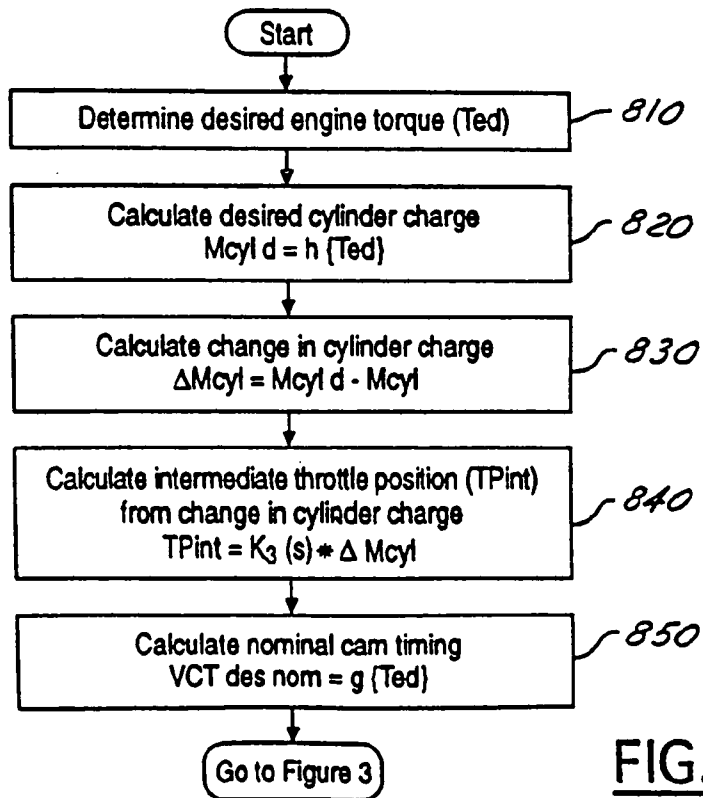 Start
Determine desired engine torque (Ted)
810
Calculate desired cylinder charge
Mcyl d = h {Ted}
820
Calculate change in cylinder charge
ΔMcyl = Mcyl d - Mcyl
830
Calculate intermediate throttle position (TPint)
from change in cylinder charge
TPint = K₃ (s) * Δ Mcyl
840
Calculate nominal cam timing
VCT des nom = g {Ted}
850
Go to Figure 3
FIG.